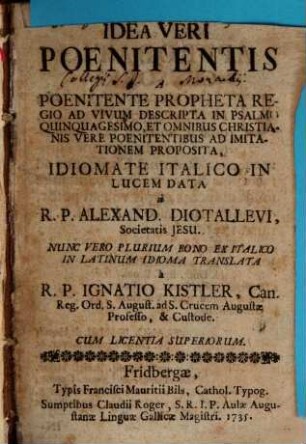 IDEA VERI
POENITENTIS
Collegij S. J. Monachij
A
POENITENTE PROPHETA RE-
GIO AD VIVUM DESCRIPTA IN PSALMO
QUINQUAGESIMO, ET OMNIBUS CHRISTIA-
NIS VERE POENITENTIBUS AD IMITA-
TIONEM PROPOSITA,
IDIOMATE ITALICO IN
LUCEM DATA
à
R. P. ALEXAND. DIOTALLEVI,
Societatis JESU.
NUNC VERO PLURIUM BONO EX ITALICO
IN LATINUM IDIOMA TRANSLATA
à
R. P. IGNATIO KISTLER, Can.
Reg. Ord. S. August. ad S. Crucem Augustæ
Professo, & Custode.
CUM LICENTIA SUPERIORUM.
Fridbergæ,
Typis Francisci Mauritii Bils, Cathol. Typog.
Sumptibus Claudii Roger, S. R. I. P. Aulæ Augu-
stanæ Linguæ Gallicæ Magistri. 1735.